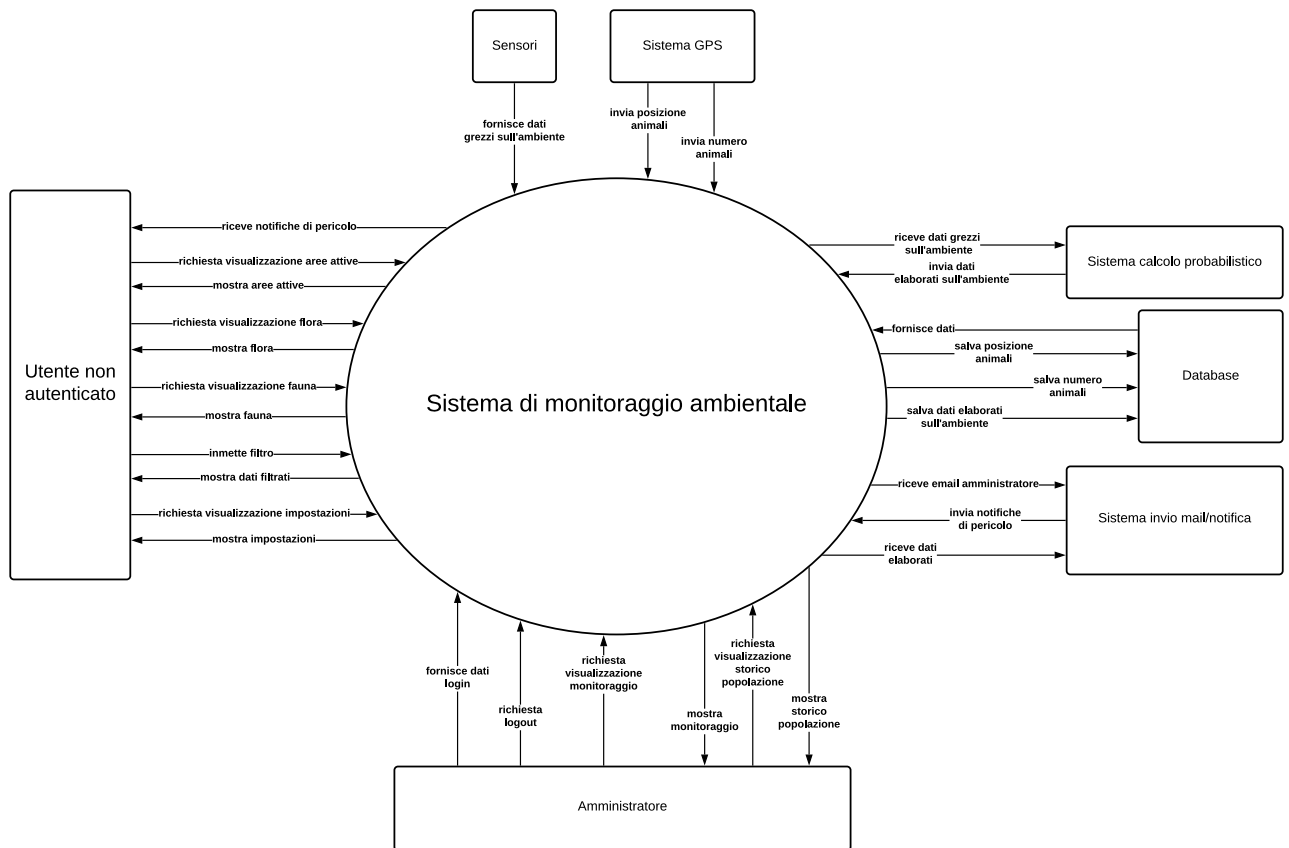 Sensori
Sistema GPS
fornisce dati
grezzi sull'ambiente
invia posizione
animali
invia numero
animali
Utente non
autenticato
riceve notifiche di pericolo
richiesta visualizzazione aree attive
mostra aree attive
richiesta visualizzazione flora
mostra flora
richiesta visualizzazione fauna
mostra fauna
inmette filtro
mostra dati filtrati
richiesta visualizzazione impostazioni
mostra impostazioni
Sistema di monitoraggio ambientale
riceve dati grezzi
sull'ambiente
invia dati
elaborati sull'ambiente
Sistema calcolo probabilistico
fornisce dati
salva posizione
animali
salva numero
animali
salva dati elaborati
sull'ambiente
Database
riceve email amministratore
invia notifiche
di pericolo
riceve dati
elaborati
Sistema invio mail/notifica
fornisce dati
login
richiesta
logout
richiesta
visualizzazione
monitoraggio
mostra
monitoraggio
richiesta
visualizzazione
storico
popolazione
mostra
storico
popolazione
Amministratore